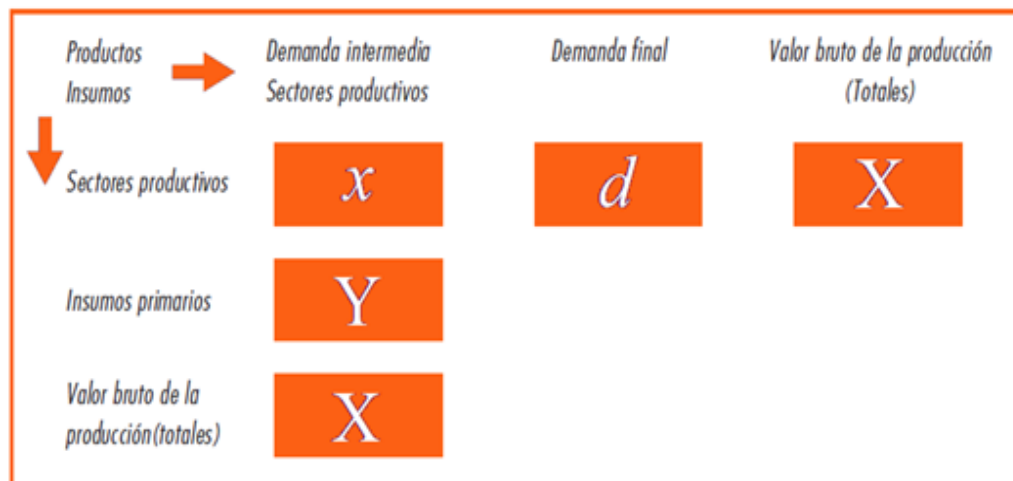 Productos
Insumos
Demanda intermedia
Sectores productivos
Demanda final
Valor bruto de la producción
(Totales)
Sectores productivos
x
d
X
Insumos primarios
Y
Valor bruto de la
producción(totales)
X